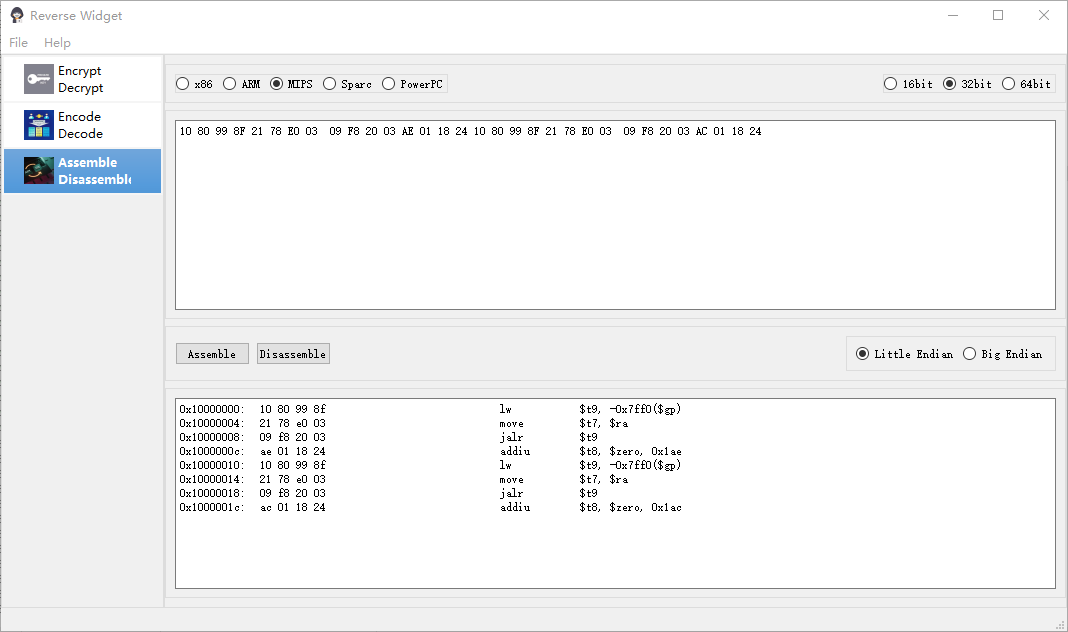 Reverse Widget
File Help
Encrypt
Decrypt
Encode
Decode
Assemble
Disassemble
x86 ARM MIPS Sparc PowerPC 16bit 32bit 64bit
10 80 99 8F 21 78 E0 03  09 F8 20 03 AE 01 18 24 10 80 99 8F 21 78 E0 03  09 F8 20 03 AC 01 18 24
Assemble Disassemble Little Endian Big Endian
0x10000000: 10 80 99 8f lw $t9, -0x7ff0($gp)
0x10000004: 21 78 e0 03 move $t7, $ra
0x10000008: 09 f8 20 03 jalr $t9
0x1000000c: ae 01 18 24 addiu $t8, $zero, 0x1ae
0x10000010: 10 80 99 8f lw $t9, -0x7ff0($gp)
0x10000014: 21 78 e0 03 move $t7, $ra
0x10000018: 09 f8 20 03 jalr $t9
0x1000001c: ac 01 18 24 addiu $t8, $zero, 0x1ac